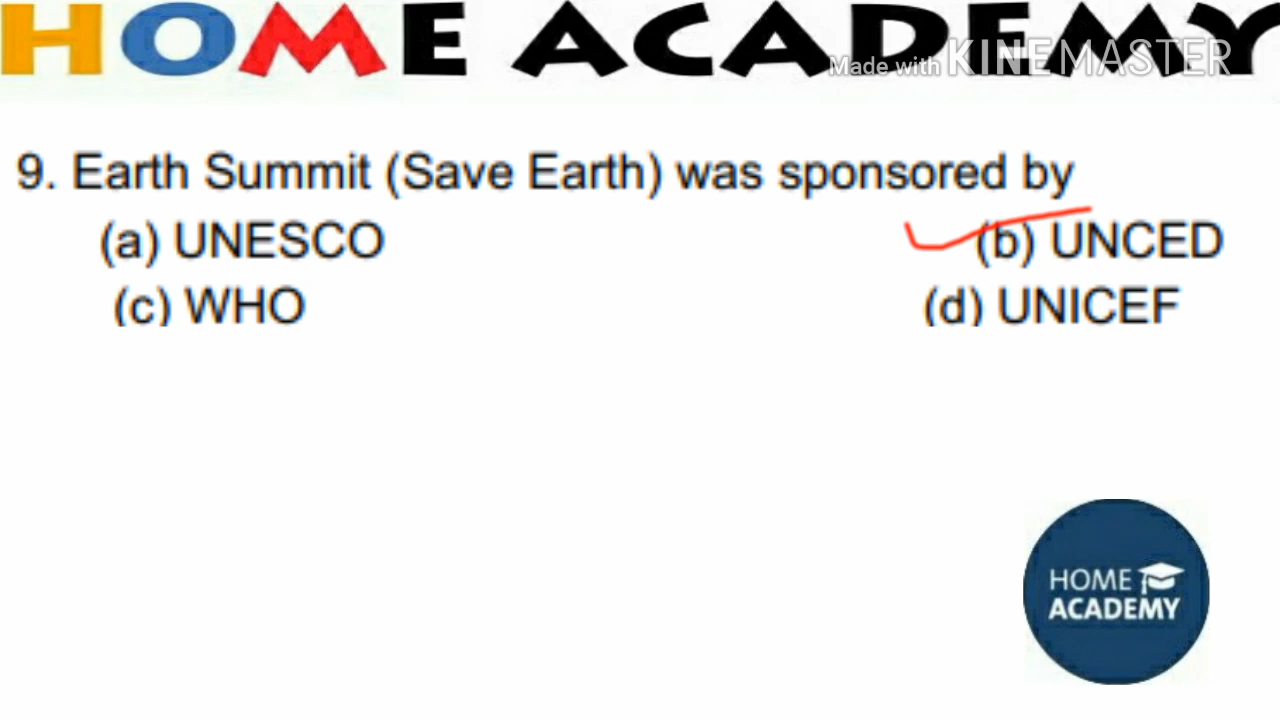 HOME ACADEMY
Made with KINEMASTER
9. Earth Summit (Save Earth) was sponsored by
(a) UNESCO (b) UNCED
(c) WHO (d) UNICEF
HOME
ACADEMY